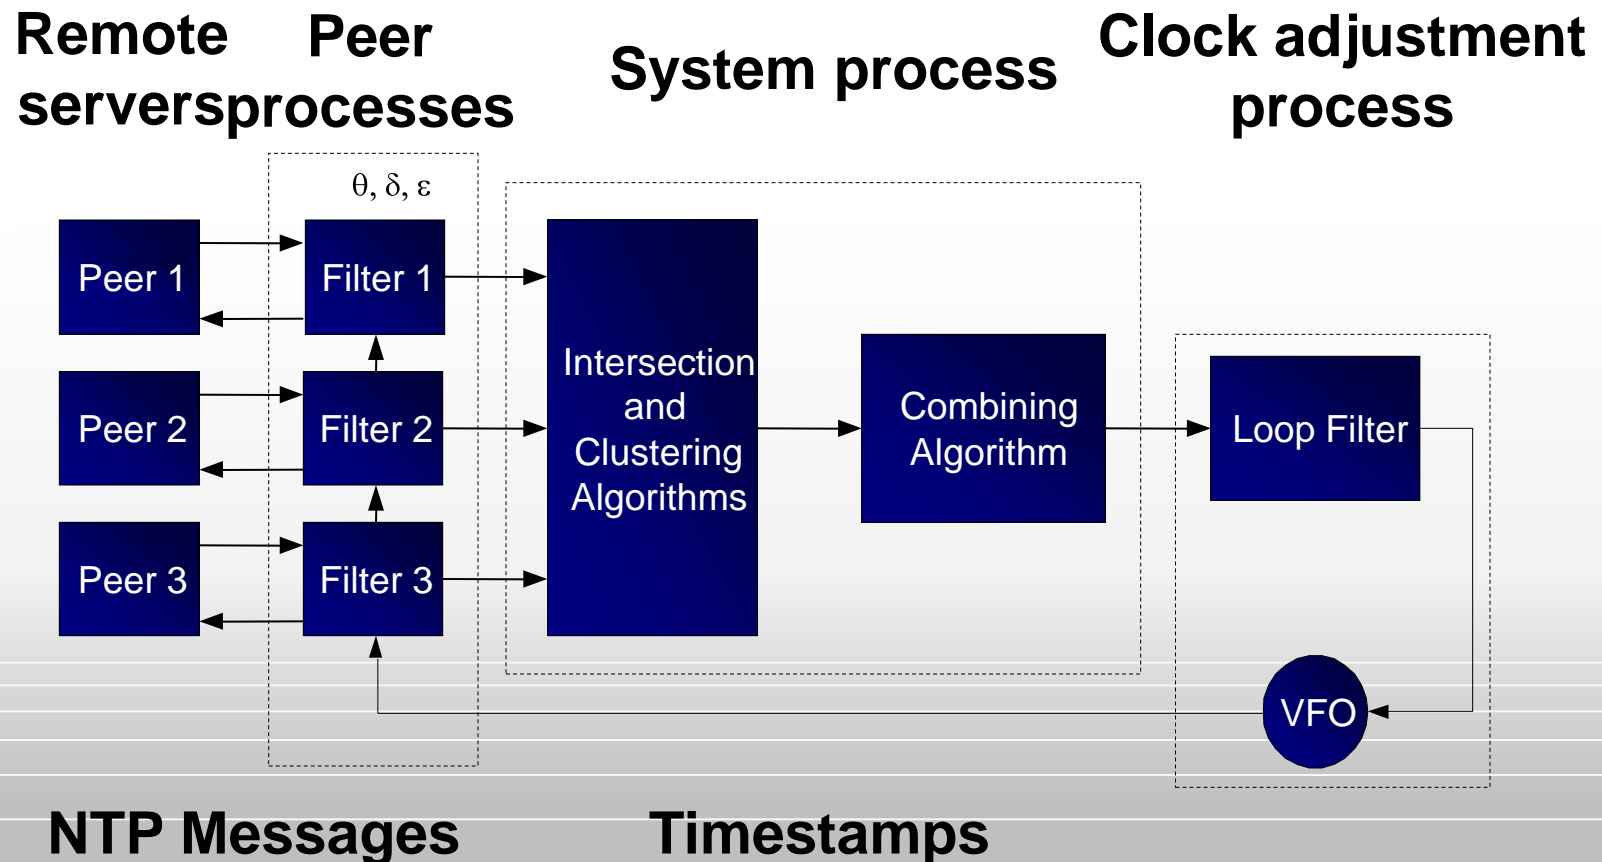 Remote servers
Peer processes
System process
Clock adjustment process
θ, δ, ε
Peer 1
Filter 1
Peer 2
Filter 2
Peer 3
Filter 3
Intersection
and
Clustering
Algorithms
Combining
Algorithm
Loop Filter
VFO
NTP Messages
Timestamps